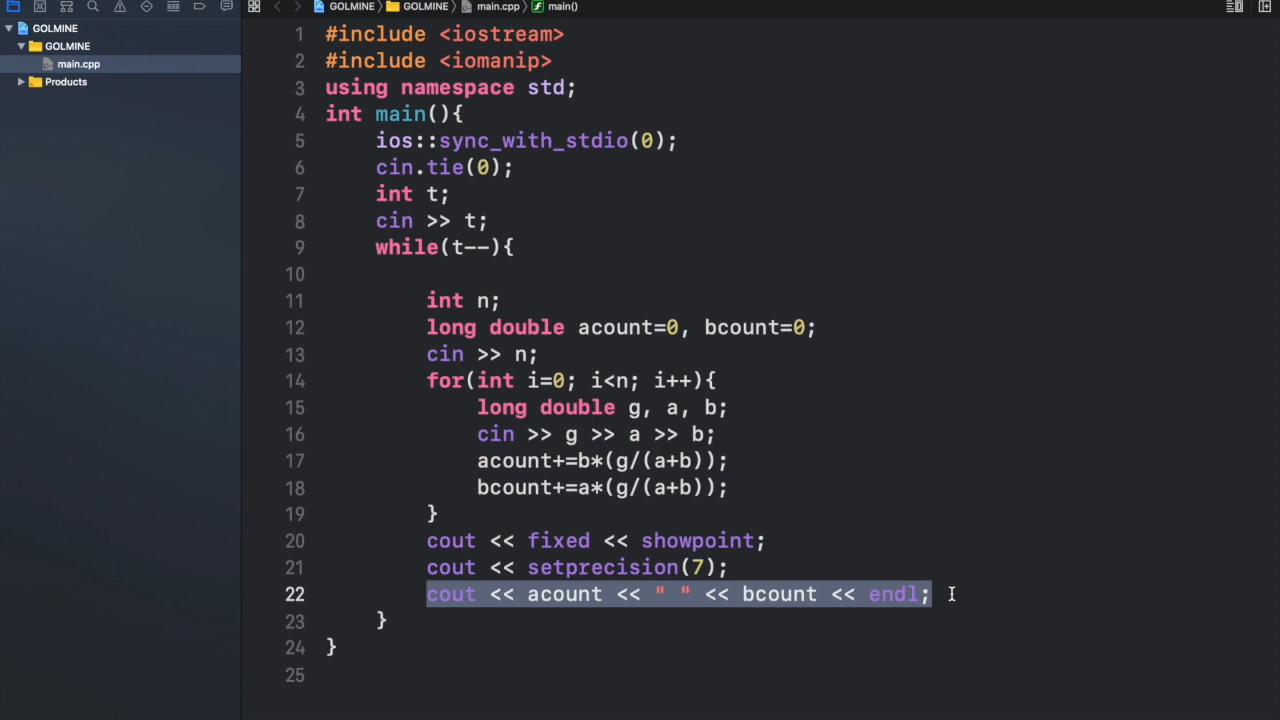 GOLMINE GOLMINE main.cpp main()
GOLMINE
GOLMINE
main.cpp
Products
1 #include <iostream>
2 #include <iomanip>
3 using namespace std;
4 int main(){
5 ios::sync_with_stdio(0);
6 cin.tie(0);
7 int t;
8 cin >> t;
9 while(t--){
10
11 int n;
12 long double acount=0, bcount=0;
13 cin >> n;
14 for(int i=0; i<n; i++){
15 long double g, a, b;
16 cin >> g >> a >> b;
17 acount+=b*(g/(a+b));
18 bcount+=a*(g/(a+b));
19 }
20 cout << fixed << showpoint;
21 cout << setprecision(7);
22 cout << acount << " " << bcount << endl;
23 }
24 }
25